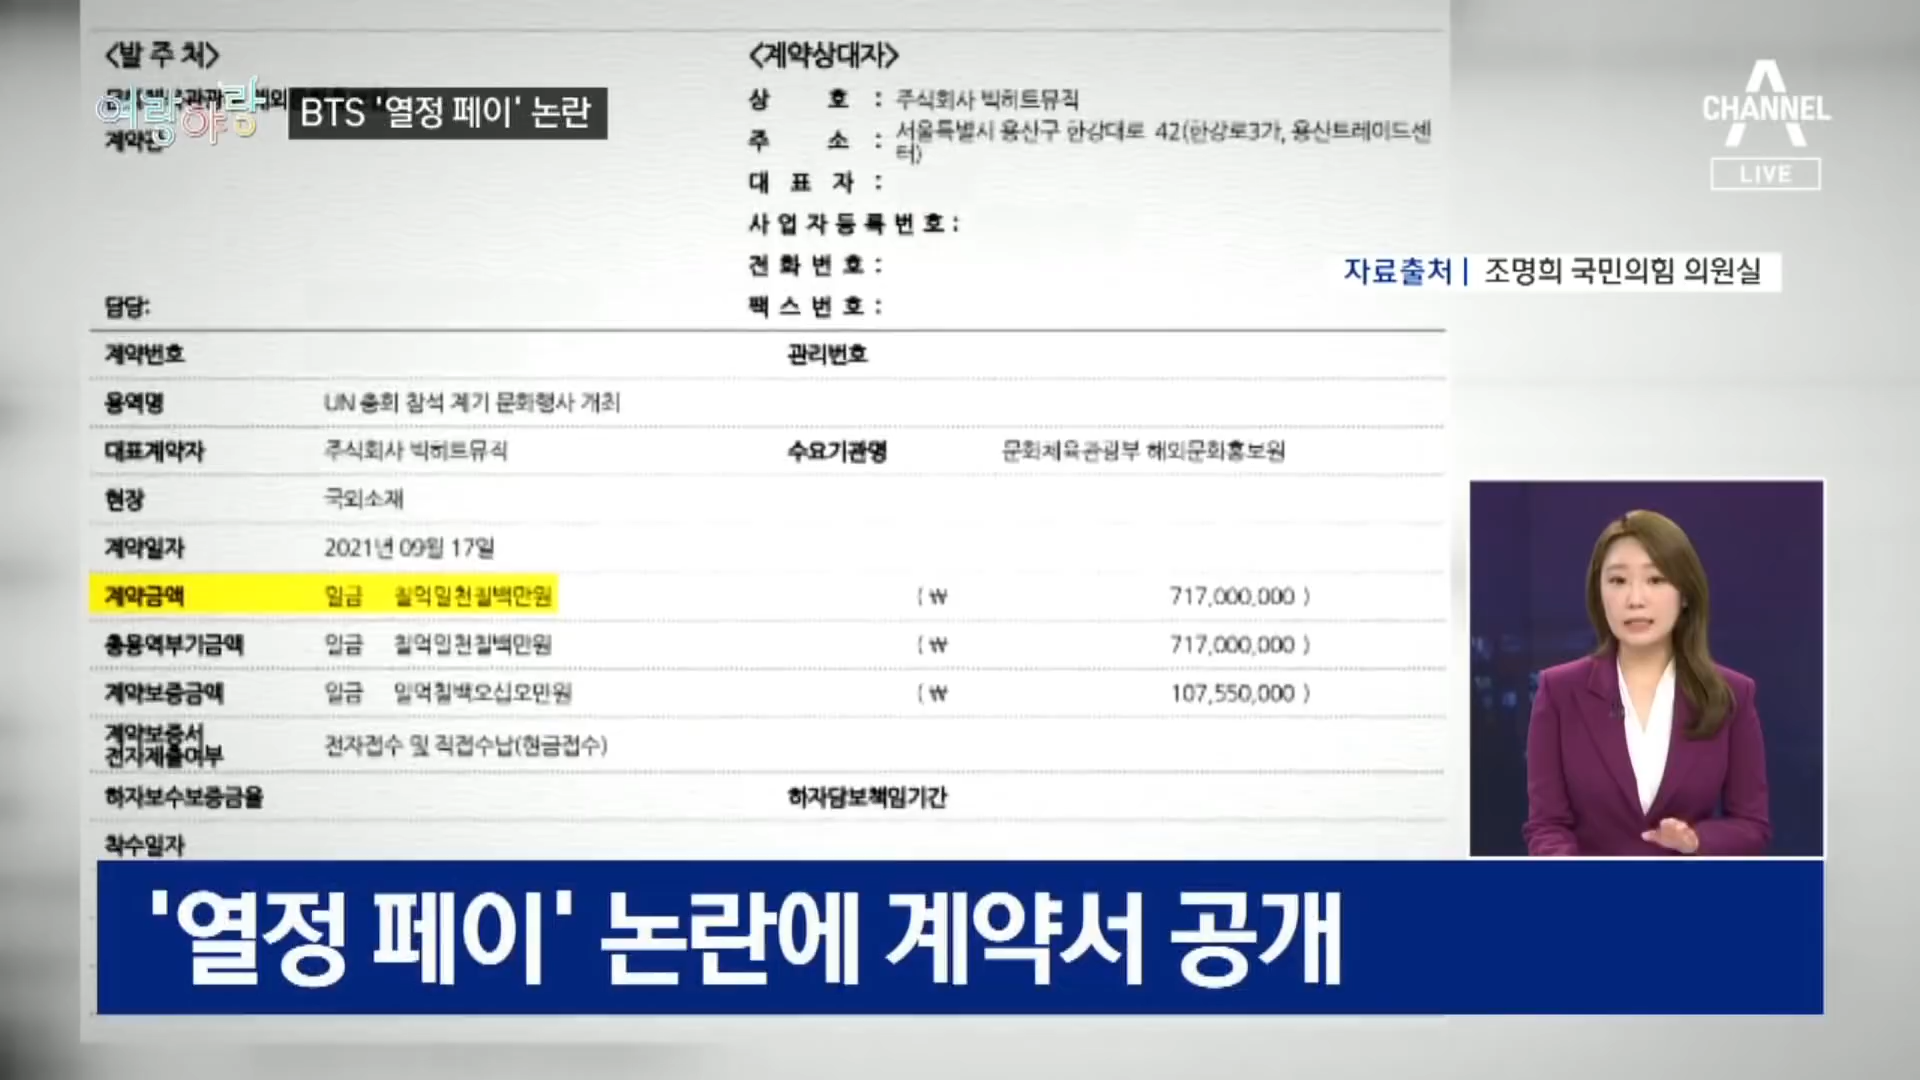 <발 주 처>
<계약상대자>
여랑야랑
BTS '열정 페이' 논란
상 호 : 주식회사 빅히트뮤직
주 소 : 서울특별시 용산구 한강대로 42(한강로3가, 용산트레이드센
터)
대 표 자 :
사 업 자 등 록 번 호 :
전 화 번 호 :
팩 스 번 호 :
담당:
CHANNEL A
LIVE
자료출처 | 조명희 국민의힘 의원실
계약번호 관리번호
용역명 UN 총회 참석 계기 문화행사 개최
대표계약자 주식회사 빅히트뮤직 수요기관명 문화체육관광부 해외문화홍보원
현장 국외소재
계약일자 2021년 09월 17일
계약금액 일금 칠억일천칠백만원 ( ₩ 717,000,000 )
총용역부기금액 일금 칠억일천칠백만원 ( ₩ 717,000,000 )
계약보증금액 일금 일억칠백오십오만원 ( ₩ 107,550,000 )
계약보증서
전자제출여부 전자접수 및 직접수납(현금접수)
하자보수보증금율 하자담보책임기간
착수일자
'열정 페이' 논란에 계약서 공개